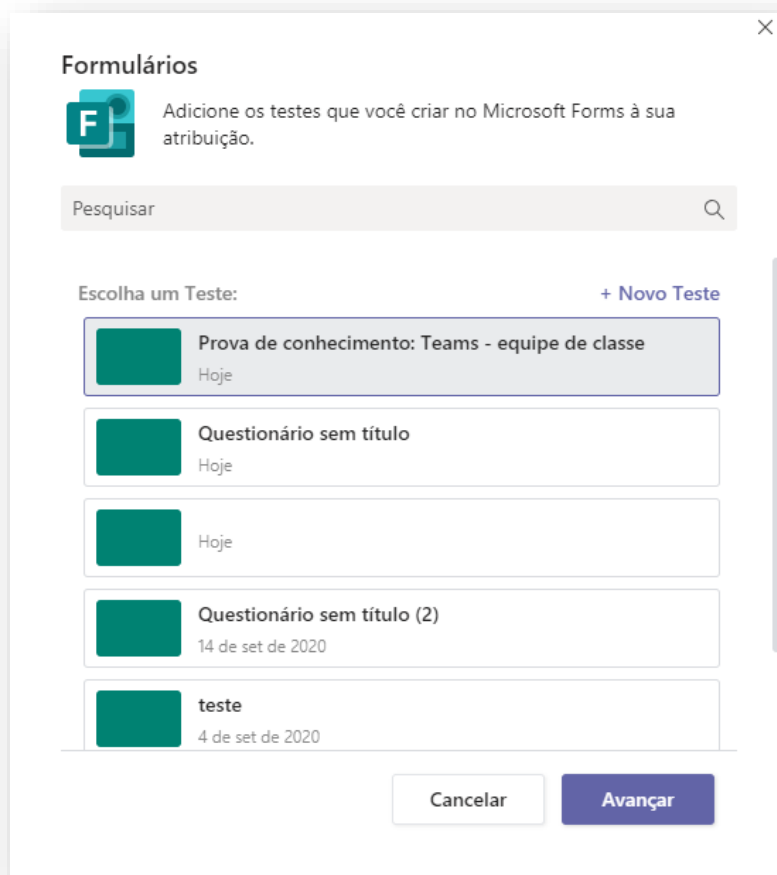 Formulários
F
Adicione os testes que você criar no Microsoft Forms à sua
atribuição.
Pesquisar
Escolha um Teste:
+ Novo Teste
Prova de conhecimento: Teams - equipe de classe
Hoje
Questionário sem título
Hoje
Hoje
Questionário sem título (2)
14 de set de 2020
teste
4 de set de 2020
Cancelar
Avançar